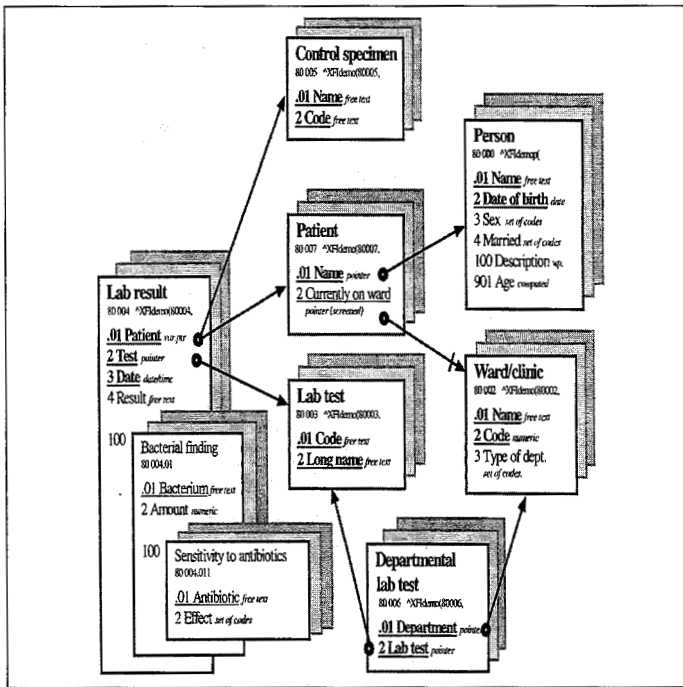 Control specimen
80 005 ^XFIdemo(80005,
.01 Name free text
2 Code free text
Person
80 000 ^XFIdemop(
.01 Name free text
2 Date of birth date
3 Sex set of codes
4 Married set of codes
100 Description wp.
901 Age computed
Patient
80 007 ^XFIdemo(80007,
.01 Name pointer
2 Currently on ward
pointer (screened)
Lab result
80 004 ^XFIdemo(80004,
.01 Patient var.ptr
2 Test pointer
3 Date date/time
4 Result free text
100
Lab test
80 003 ^XFIdemo(80003,
.01 Code free text
2 Long name free text
Ward/clinic
80 002 ^XFIdemo(80002,
.01 Name free text
2 Code numeric
3 Type of dept.
set of codes.
Bacterial finding
80 004.01
.01 Bacterium free text
2 Amount numeric
100
Sensitivity to antibiotics
80 004.011
.01 Antibiotic free text
2 Effect set of codes
Departmental
lab test
80 006 ^XFIdemo(80006,
.01 Department pointer
2 Lab test pointer